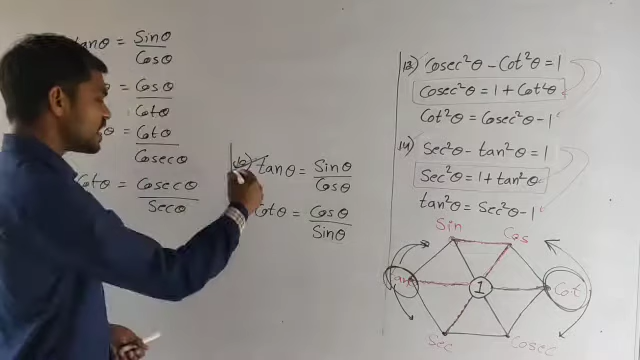 tanθ = Sinθ/Cosθ
= Cosθ/Cotθ
θ = Cotθ/Cosecθ
Cotθ = Cosecθ/Secθ
tanθ = Sinθ/Cosθ
Cotθ = Cosθ/Sinθ
13) Cosec²θ - Cot²θ = 1
Cosec²θ = 1 + Cot²θ
Cot²θ = Cosec²θ - 1
14) Sec²θ - tan²θ = 1
Sec²θ = 1 + tan²θ
tan²θ = Sec²θ - 1
Sin Cos
tan 1 Cot
Sec Cosec